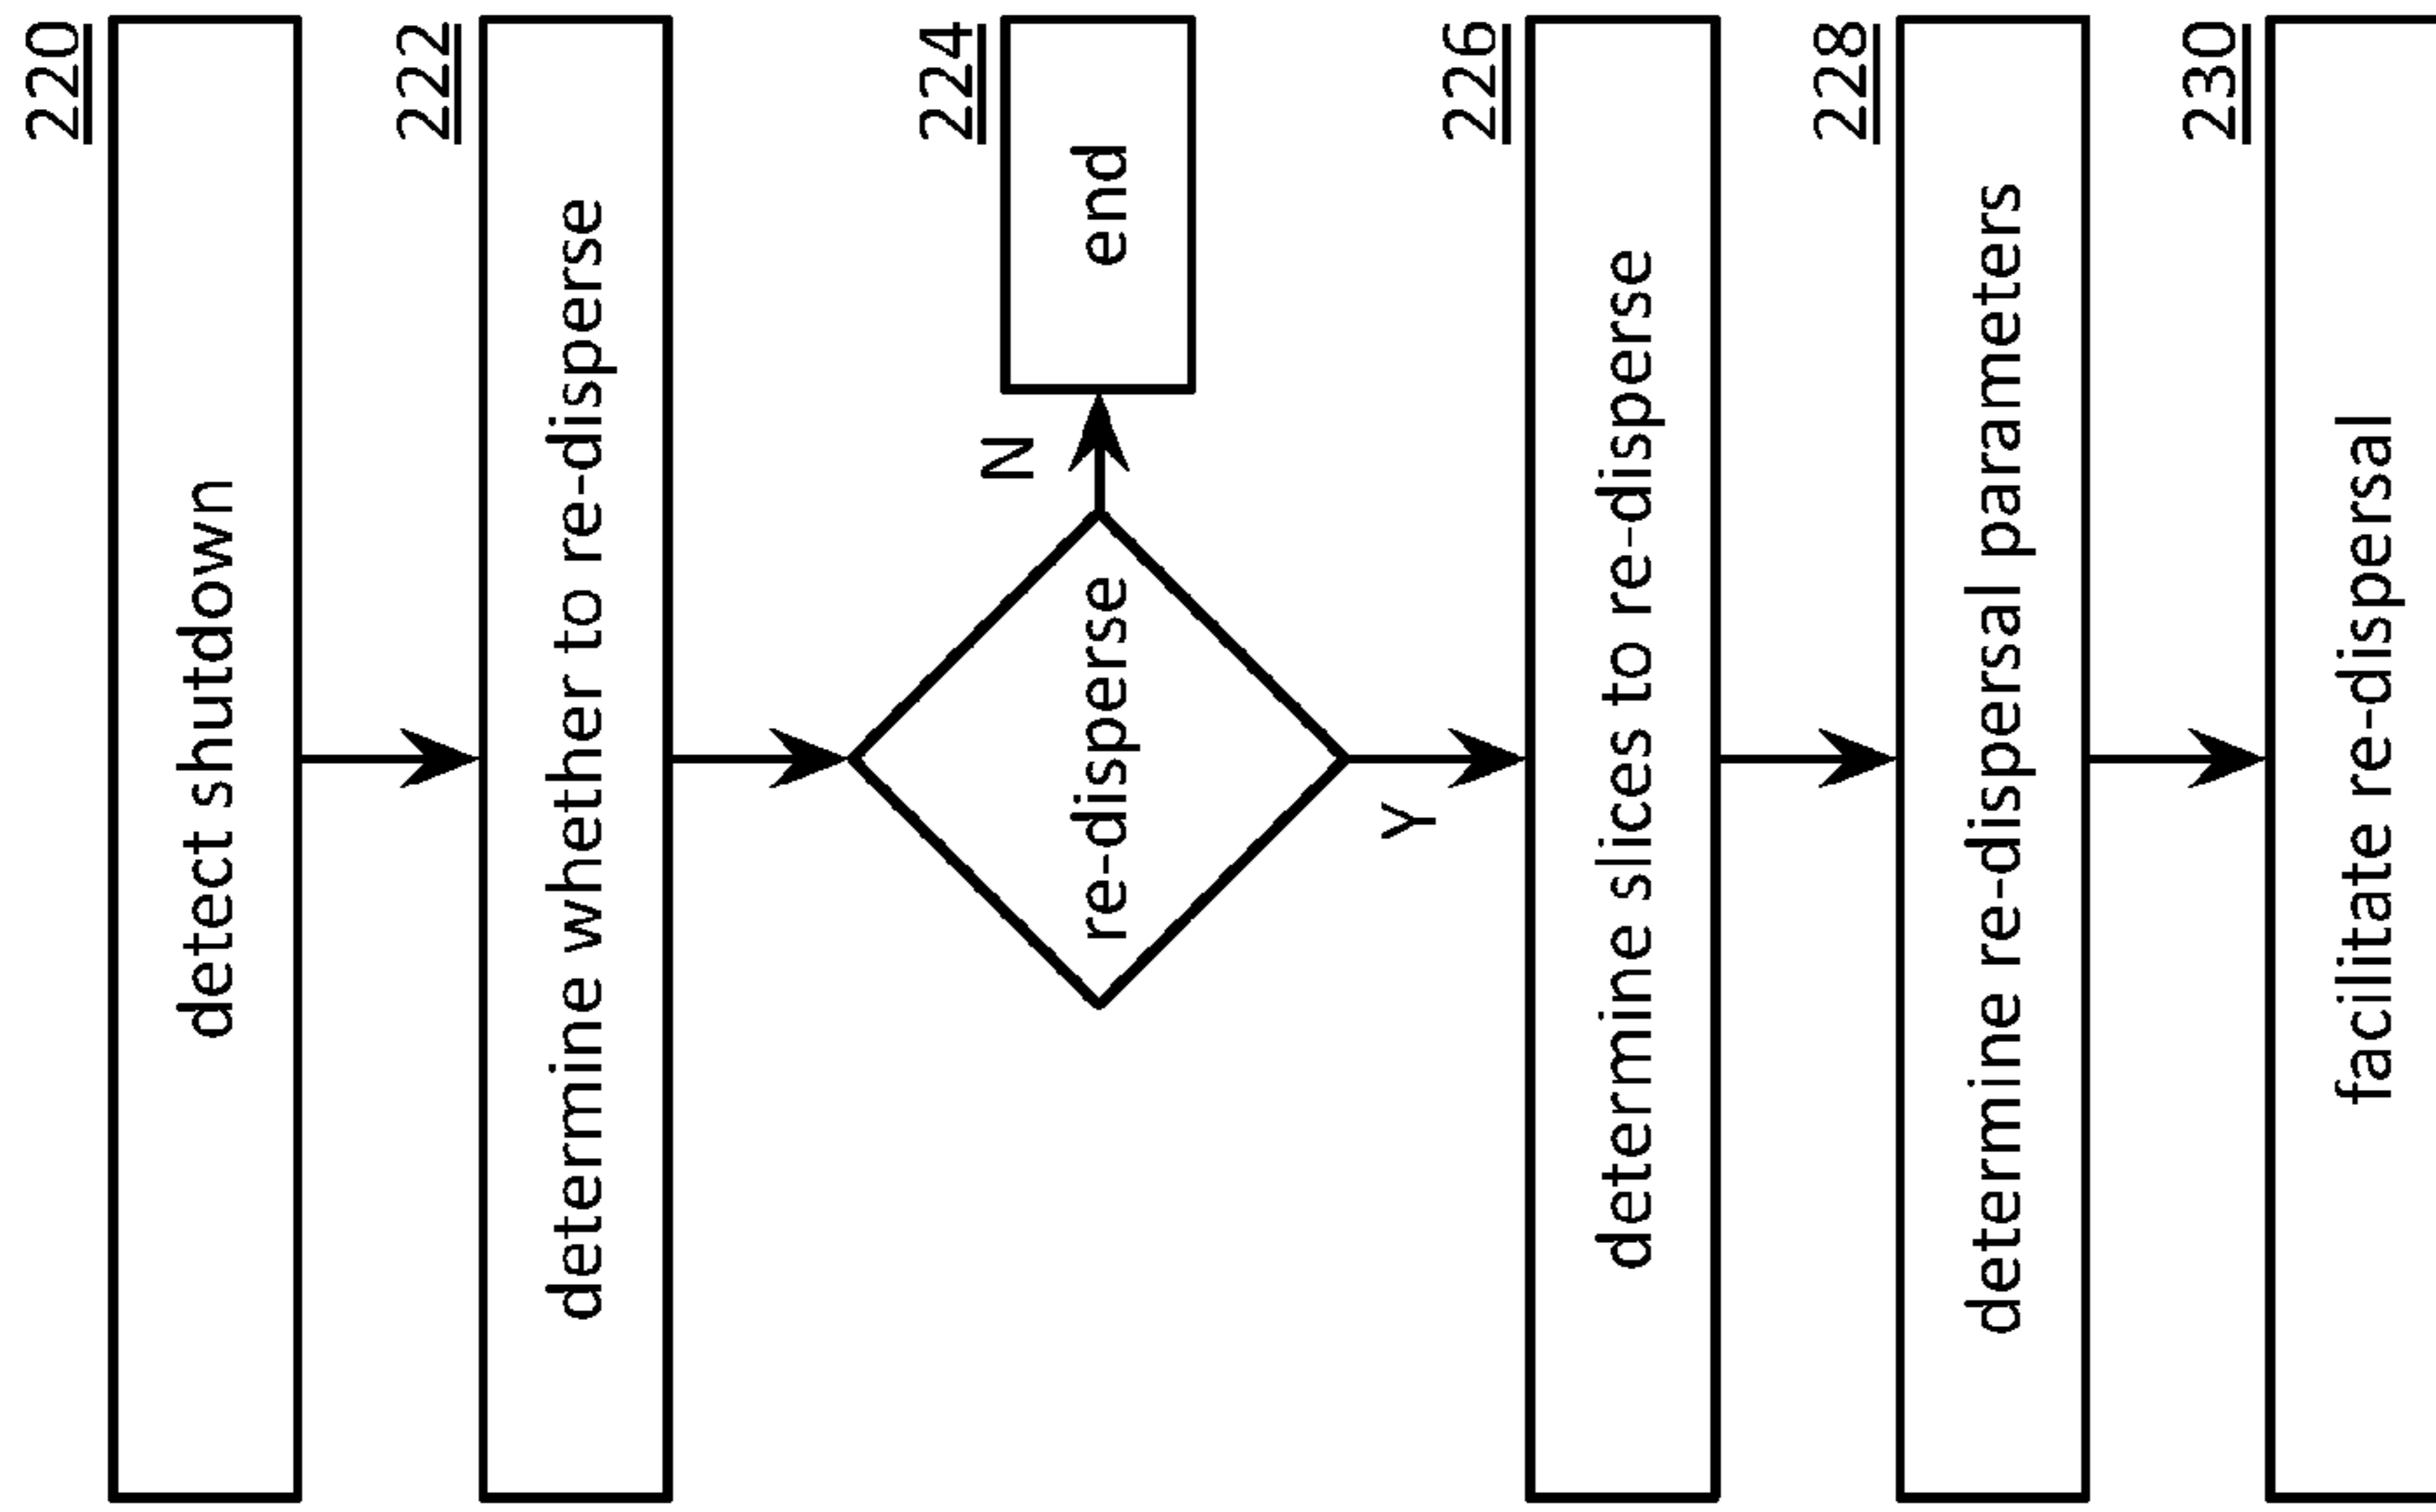 220
detect shutdown
222
determine whether to re-disperse
re-disperse
N
224
end
Y
226
determine slices to re-disperse
228
determine re-dispersal parameters
230
facilitate re-dispersal